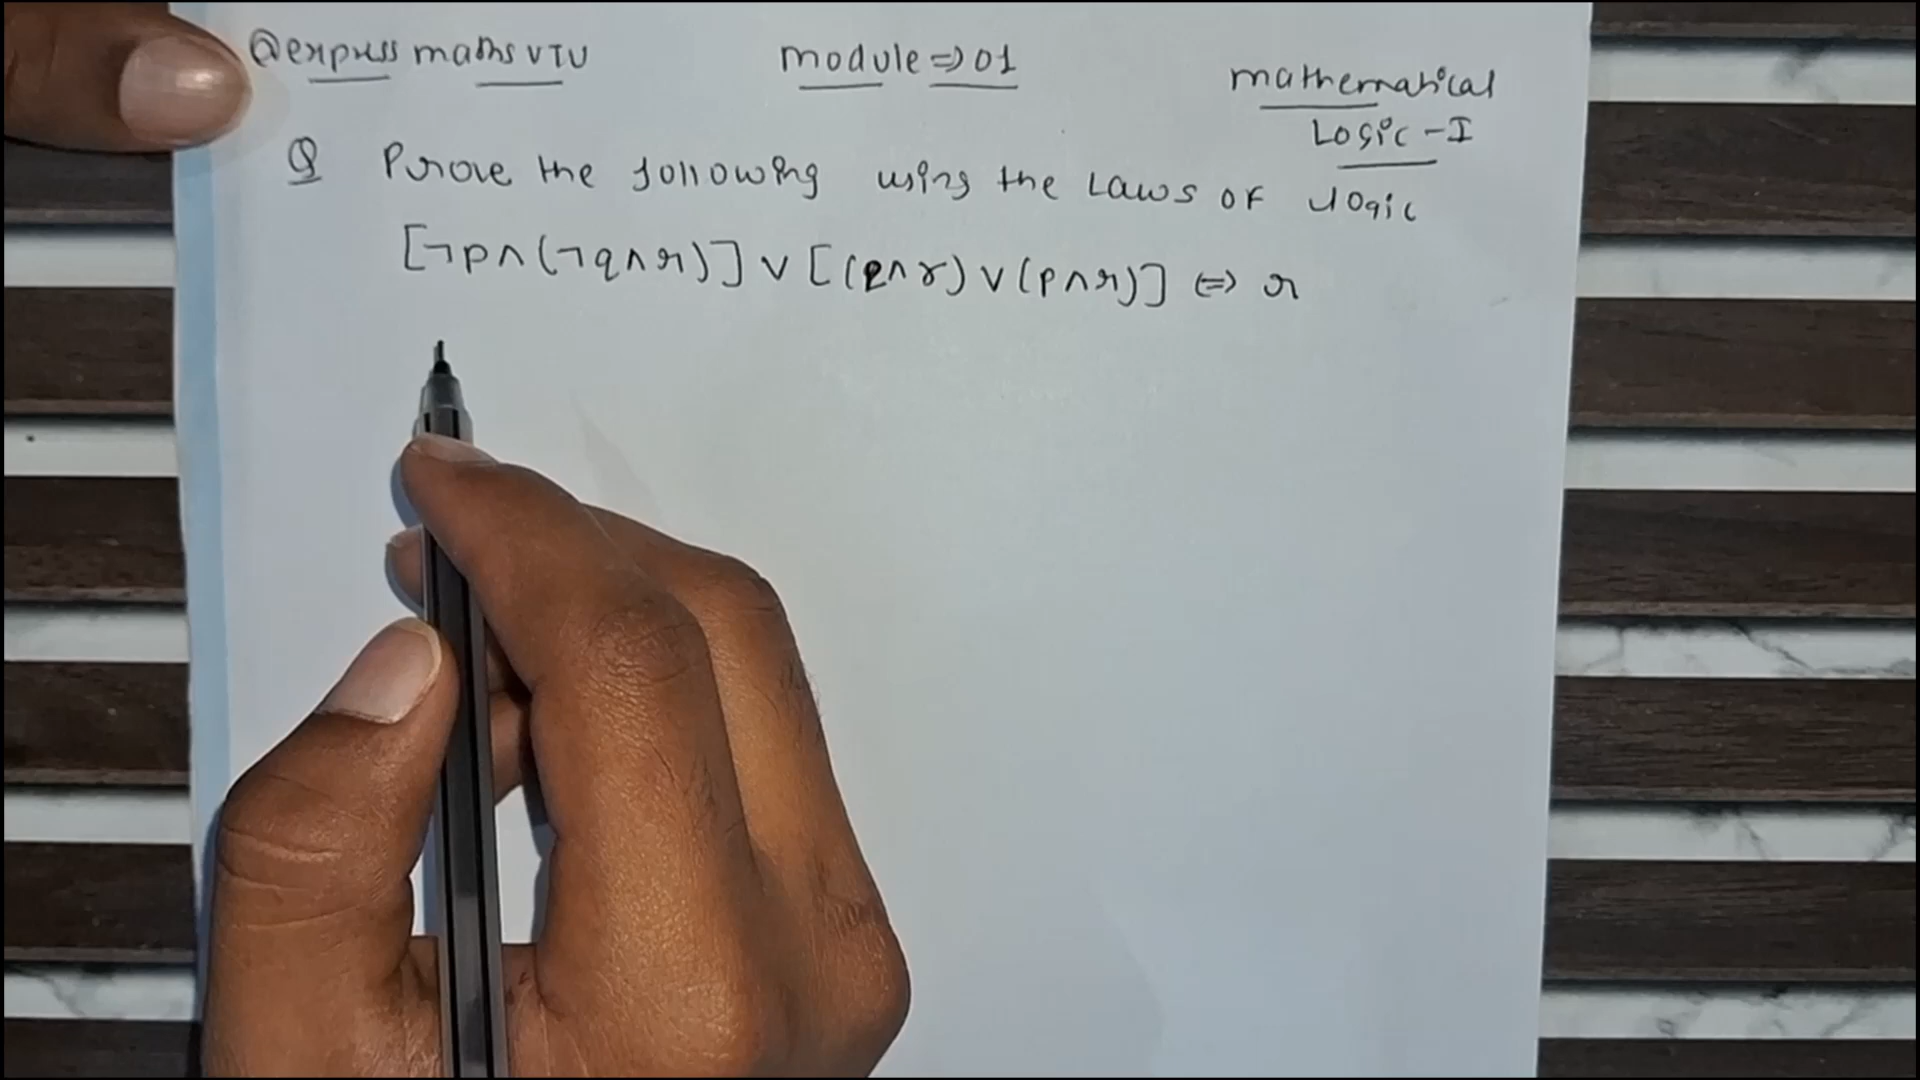 @express maths VTU
module ⇒ 01
mathematical
Logic - I
Q Prove the following using the Laws of logic
[¬p∧(¬q∧r)] ∨ [(q∧r) ∨ (p∧r)] ⇔ r